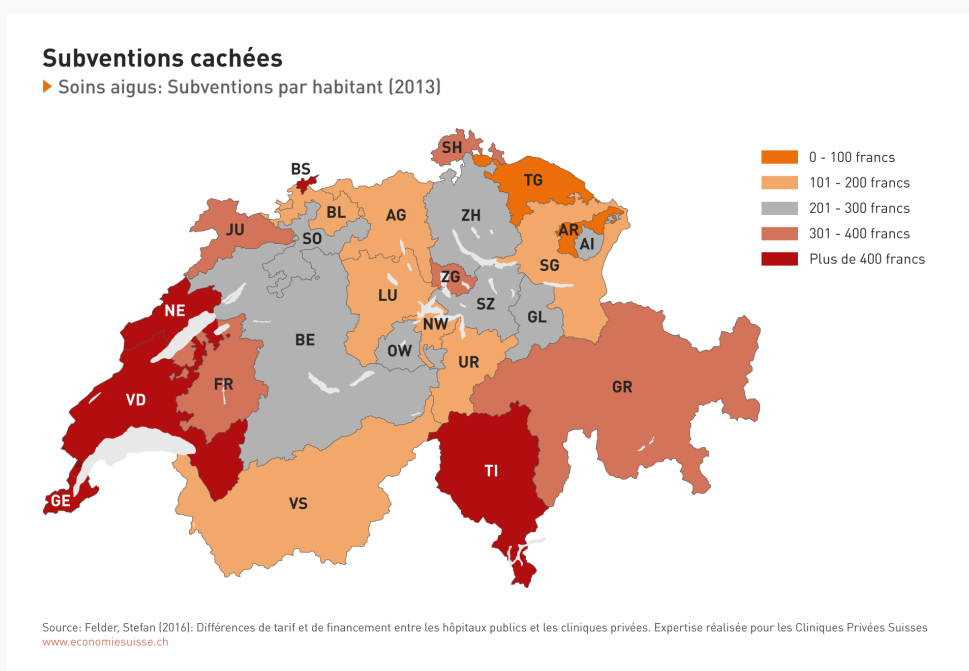 Subventions cachées
Soins aigus: Subventions par habitant (2013)
SH
BS
TG
0 - 100 francs
101 - 200 francs
201 - 300 francs
301 - 400 francs
Plus de 400 francs
BL
AG
ZH
JU
SO
AR
AI
SG
ZG
LU
SZ
NE
NW
GL
BE
OW
UR
FR
GR
VD
TI
GE
VS
Source: Felder, Stefan (2016): Différences de tarif et de financement entre les hôpitaux publics et les cliniques privées. Expertise réalisée pour les Cliniques Privées Suisses
www.economiesuisse.ch